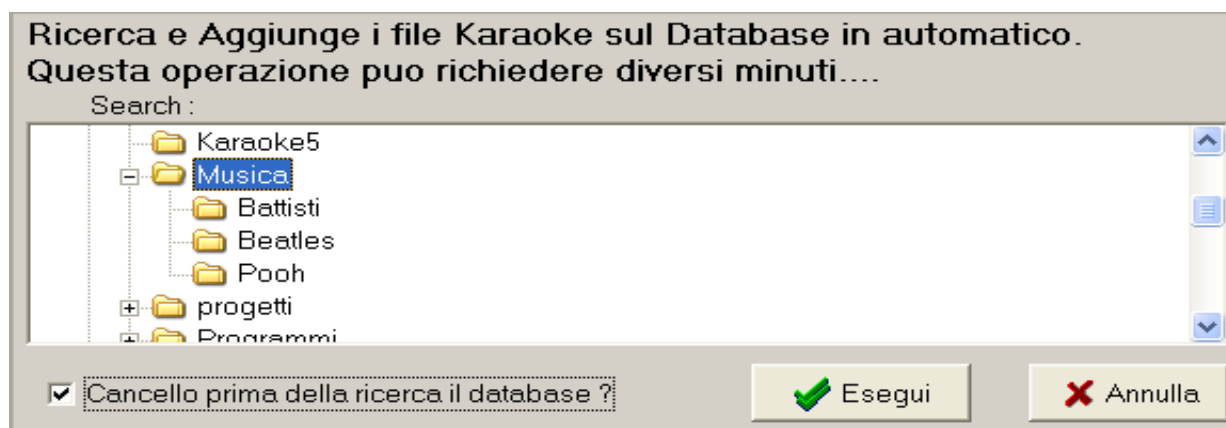 Ricerca e Aggiunge i file Karaoke sul Database in automatico.
Questa operazione puo richiedere diversi minuti....
Search :
Karaoke5
Musica
Battisti
Beatles
Pooh
progetti
Programmi
Cancello prima della ricerca il database ?
Esegui
Annulla